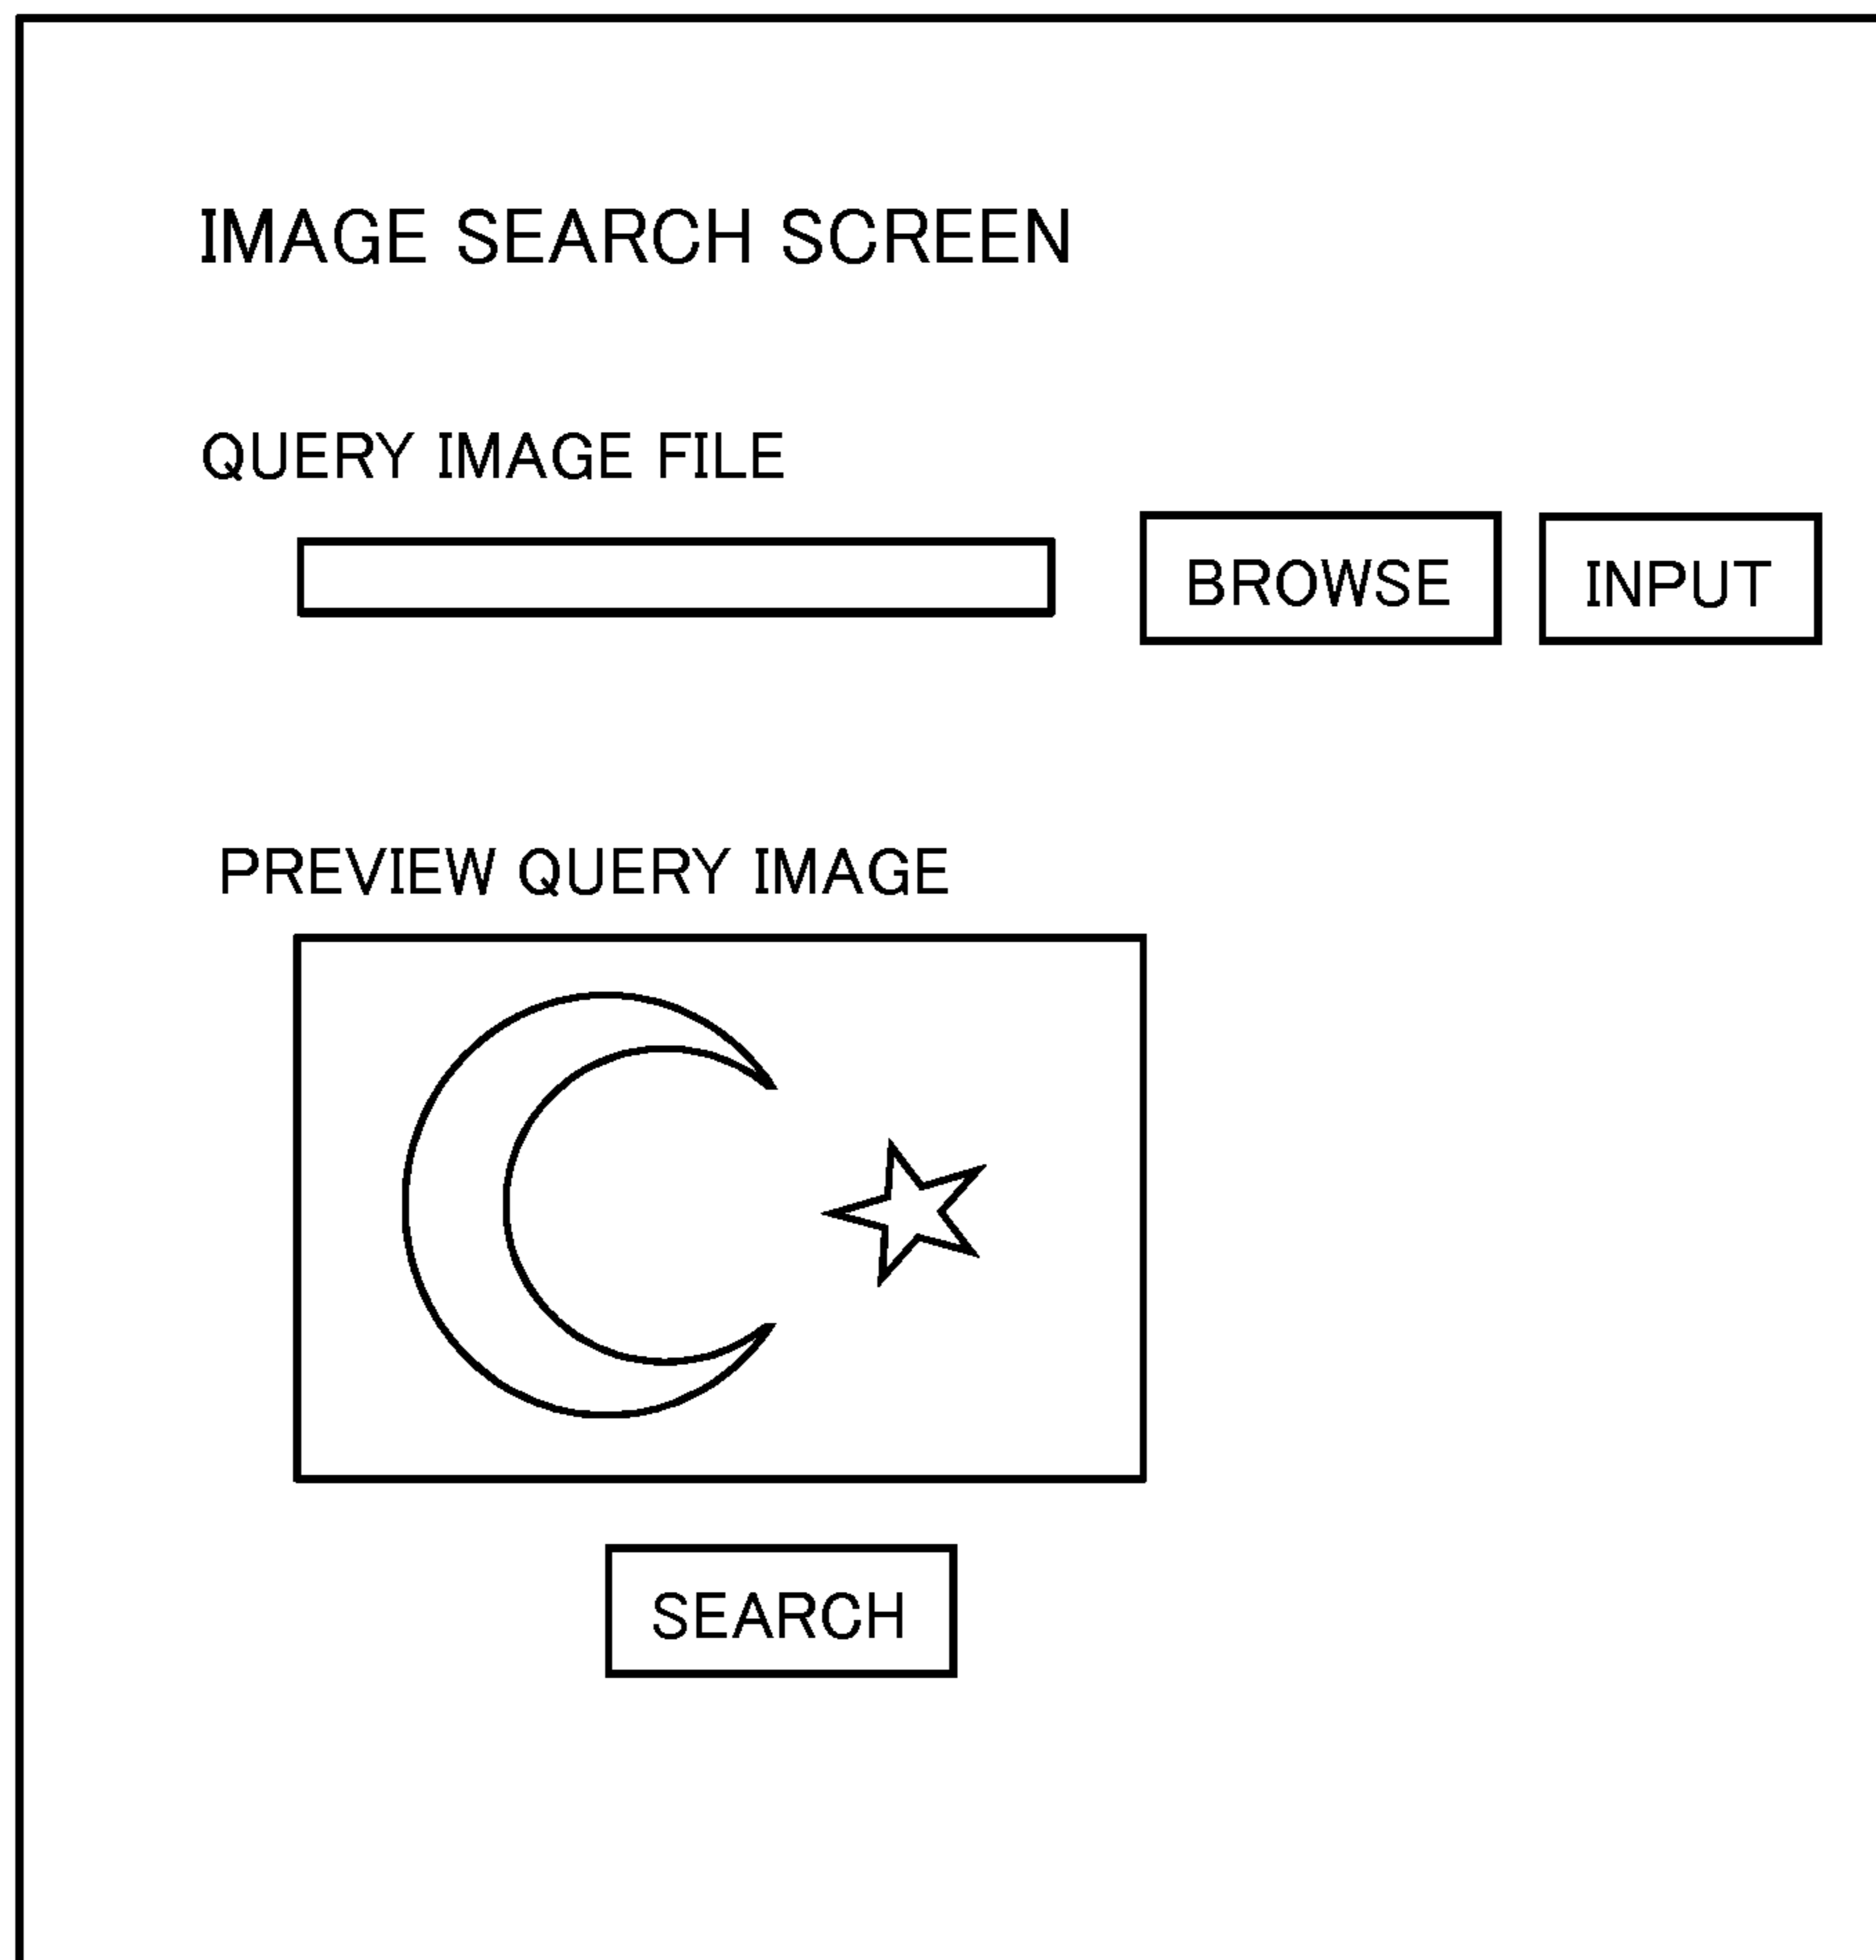 IMAGE SEARCH SCREEN
QUERY IMAGE FILE
BROWSE INPUT
PREVIEW QUERY IMAGE
SEARCH